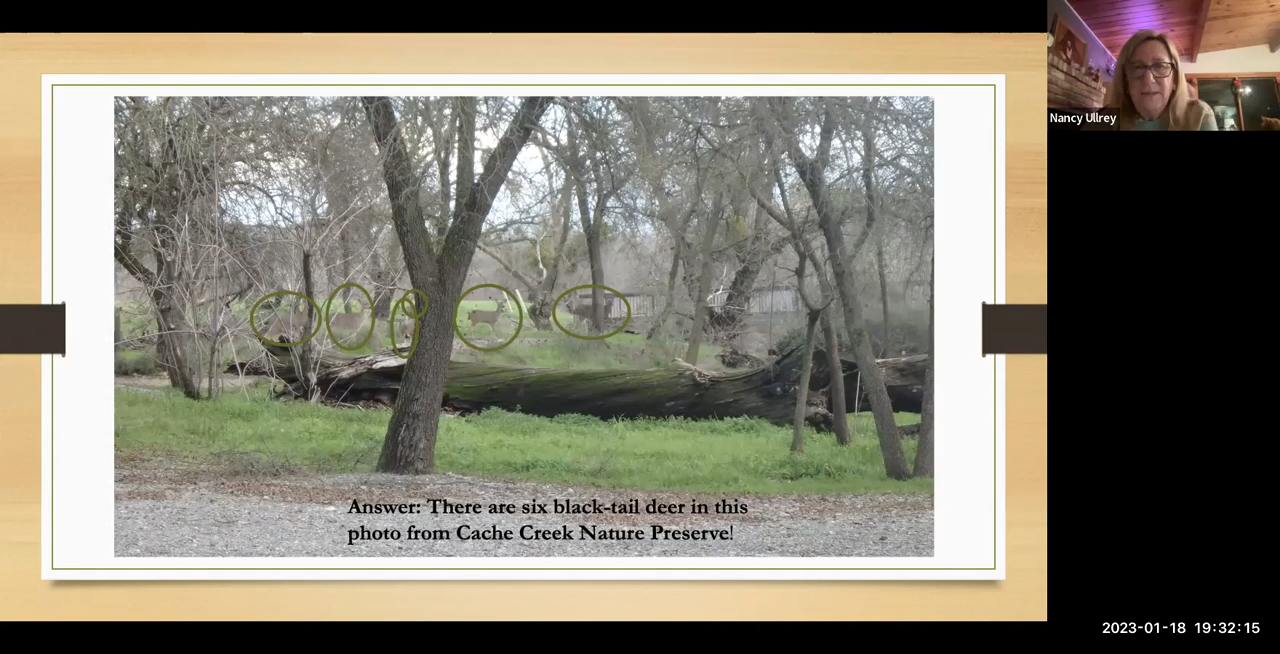 Nancy Ullrey
Answer: There are six black-tail deer in this
photo from Cache Creek Nature Preserve!
2023-01-18 19:32:15